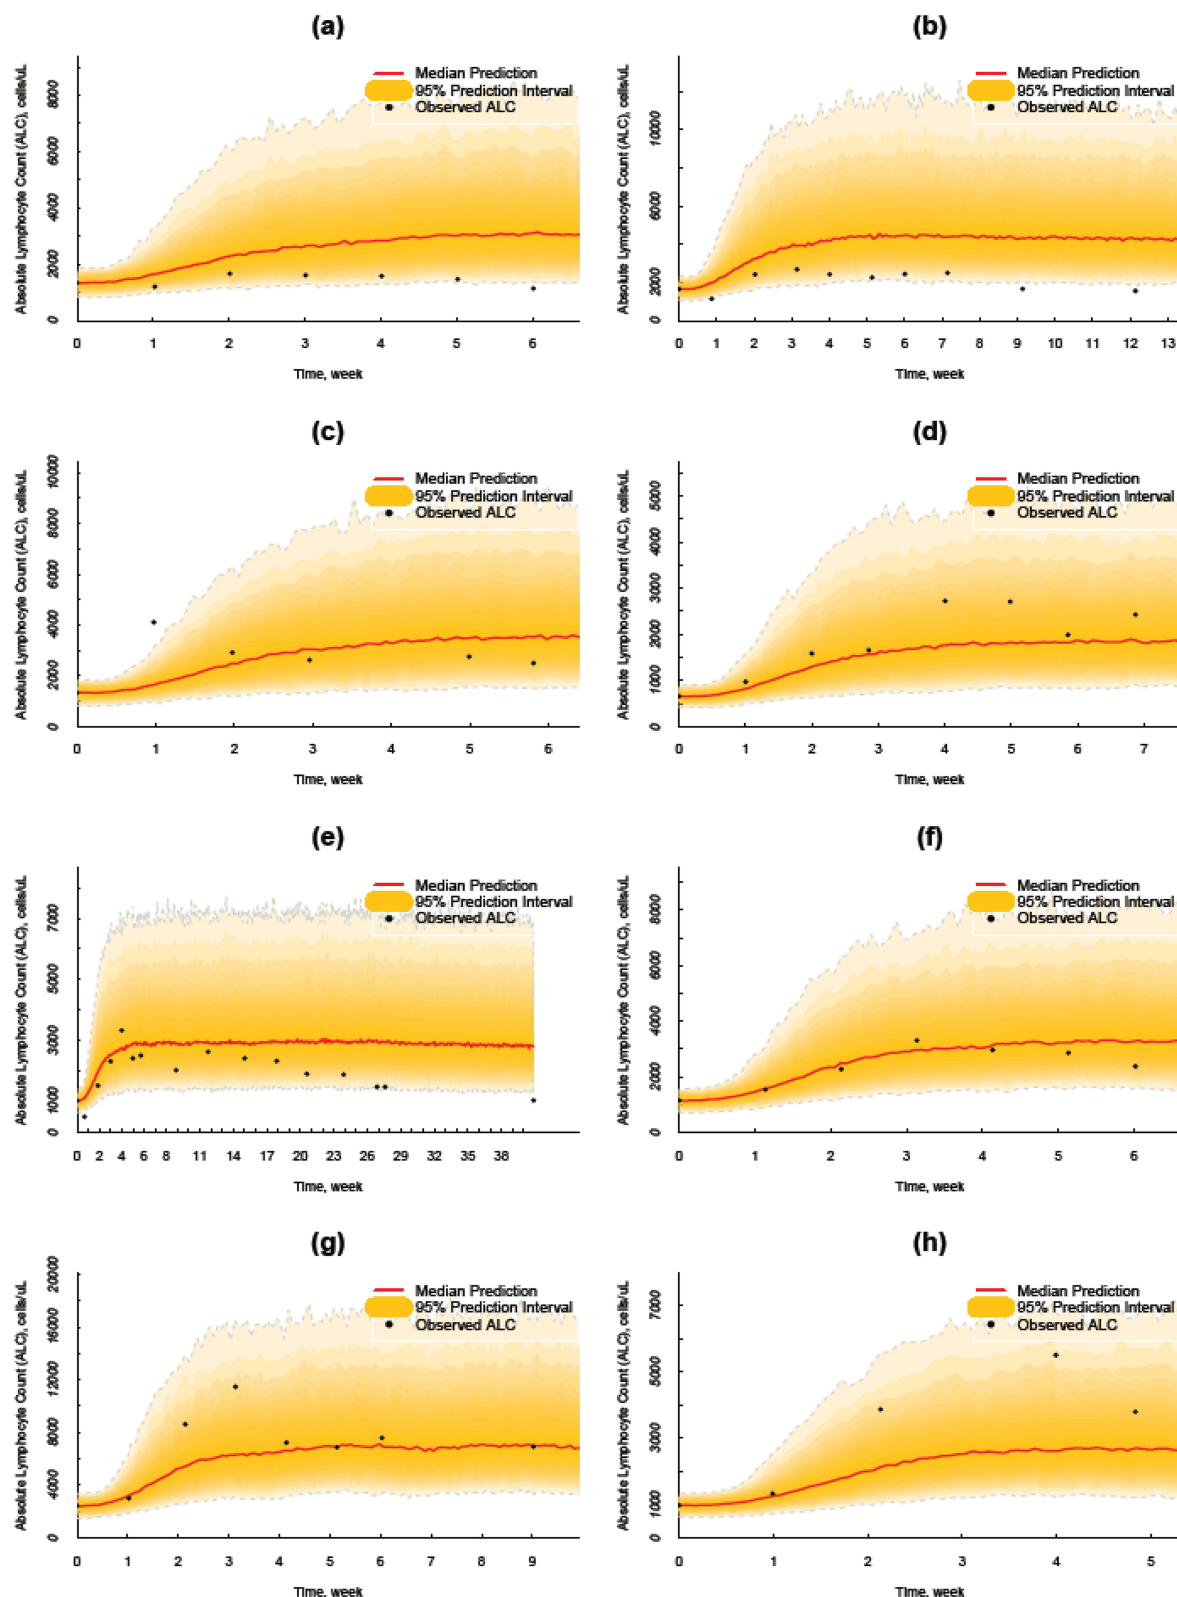 (a)
Absolute Lymphocyte Count (ALC), cells/uL
0 2000 4000 6000 8000
Median Prediction
95% Prediction Interval
Observed ALC
0 1 2 3 4 5 6
Time, week
(b)
Absolute Lymphocyte Count (ALC), cells/uL
0 2000 6000 10000
Median Prediction
95% Prediction Interval
Observed ALC
0 1 2 3 4 5 6 7 8 9 10 11 12 13
Time, week
(c)
Absolute Lymphocyte Count (ALC), cells/uL
0 2000 4000 6000 8000 10000
Median Prediction
95% Prediction Interval
Observed ALC
0 1 2 3 4 5 6
Time, week
(d)
Absolute Lymphocyte Count (ALC), cells/uL
0 1000 2000 3000 4000 5000
Median Prediction
95% Prediction Interval
Observed ALC
0 1 2 3 4 5 6 7
Time, week
(e)
Absolute Lymphocyte Count (ALC), cells/uL
0 1000 3000 5000 7000
Median Prediction
95% Prediction Interval
Observed ALC
0 2 4 6 8 11 14 17 20 23 26 29 32 35 38
Time, week
(f)
Absolute Lymphocyte Count (ALC), cells/uL
0 2000 4000 6000 8000
Median Prediction
95% Prediction Interval
Observed ALC
0 1 2 3 4 5 6
Time, week
(g)
Absolute Lymphocyte Count (ALC), cells/uL
0 4000 8000 12000 16000 20000
Median Prediction
95% Prediction Interval
Observed ALC
0 1 2 3 4 5 6 7 8 9
Time, week
(h)
Absolute Lymphocyte Count (ALC), cells/uL
0 1000 3000 5000 7000
Median Prediction
95% Prediction Interval
Observed ALC
0 1 2 3 4 5
Time, week